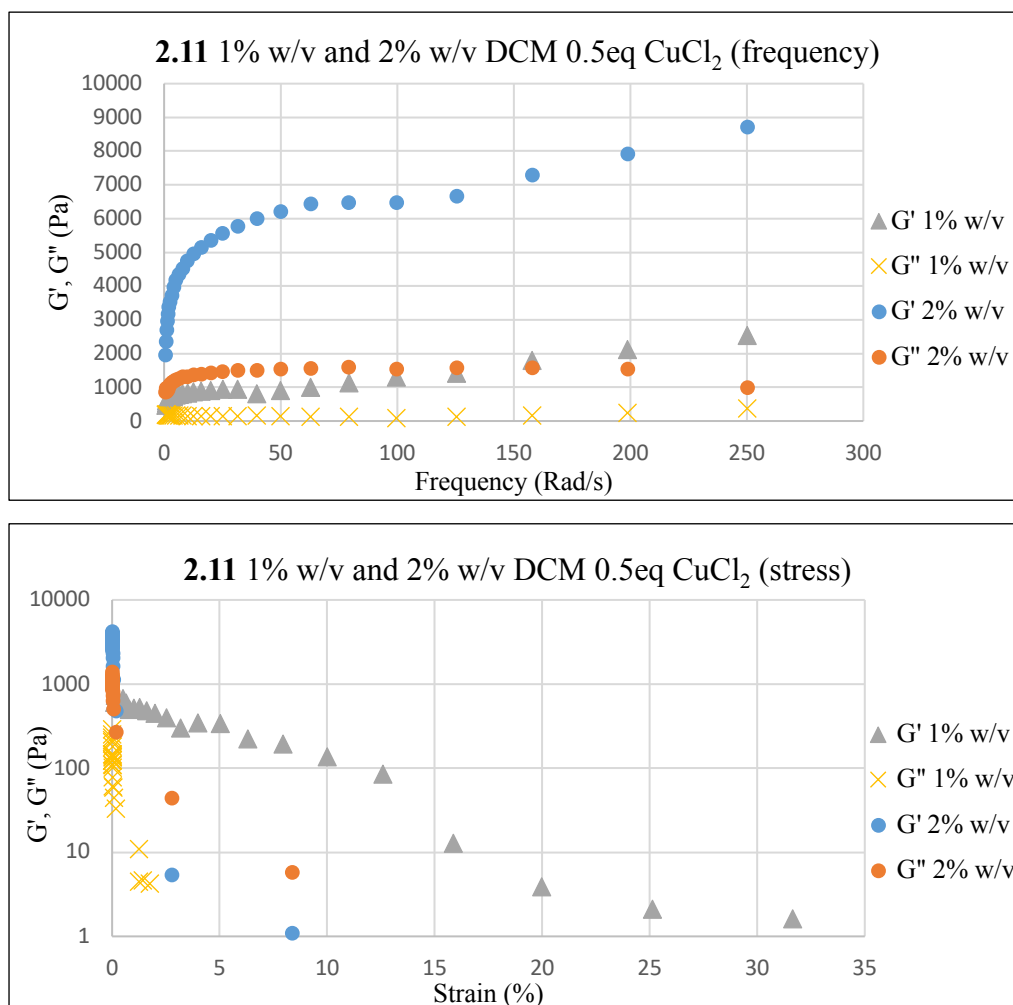 2.11 1% w/v and 2% w/v DCM 0.5eq CuCl₂ (frequency)
10000
9000
8000
7000
6000
5000
4000
3000
2000
1000
0
G', G" (Pa)
0 50 100 150 200 250 300
Frequency (Rad/s)
G' 1% w/v
G" 1% w/v
G' 2% w/v
G" 2% w/v
2.11 1% w/v and 2% w/v DCM 0.5eq CuCl₂ (stress)
10000
1000
100
10
1
G', G" (Pa)
0 5 10 15 20 25 30 35
Strain (%)
G' 1% w/v
G" 1% w/v
G' 2% w/v
G" 2% w/v